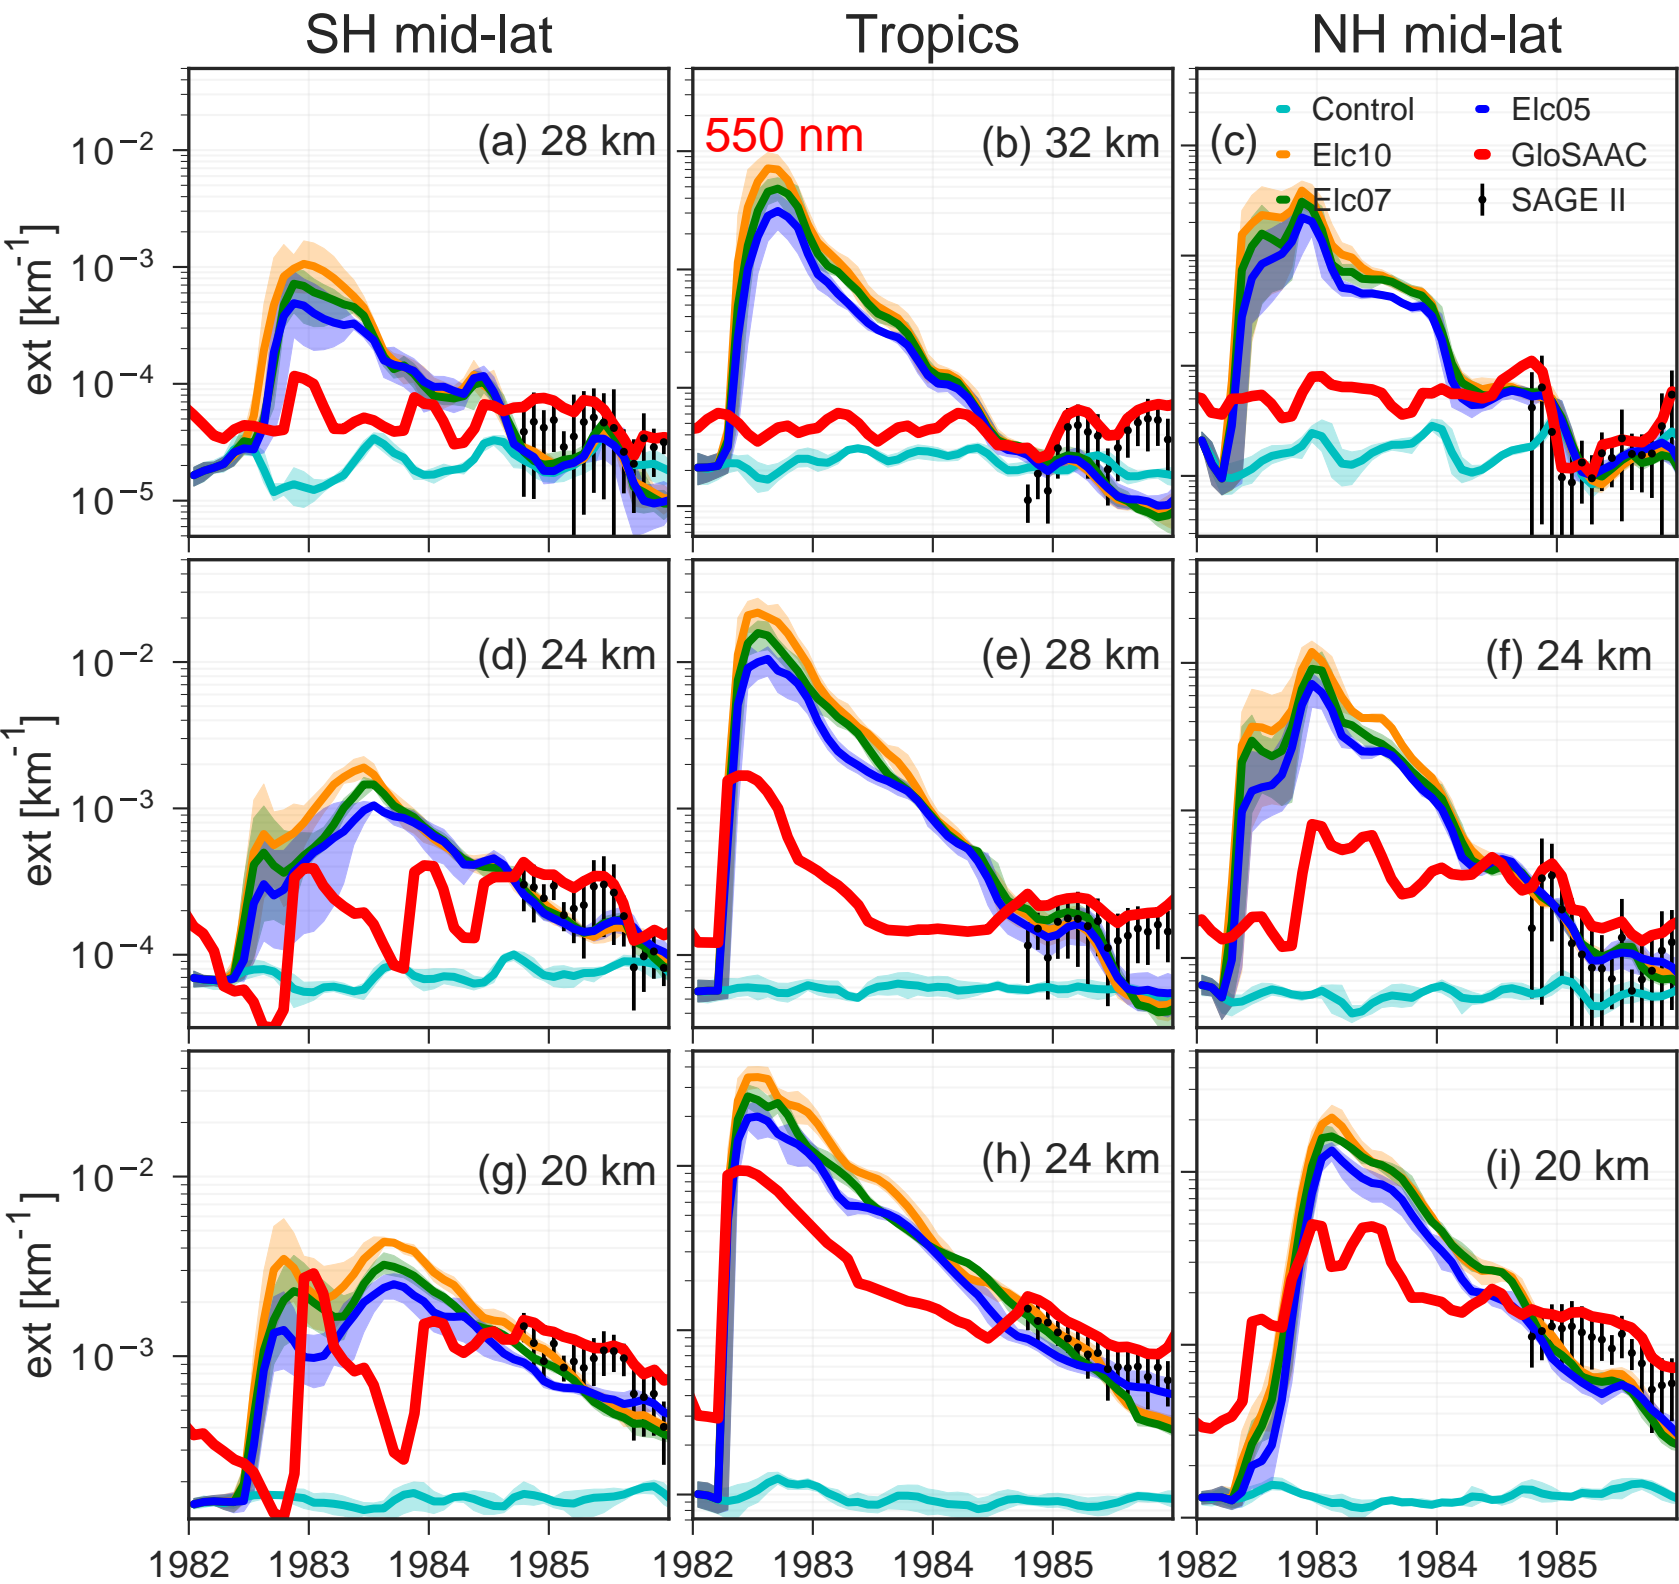 SH mid-lat
Tropics
NH mid-lat
ext [km⁻¹]
10⁻²
10⁻³
10⁻⁴
10⁻⁵
(a) 28 km
550 nm
(b) 32 km
(c)
Control
Elc10
Elc07
Elc05
GloSAAC
SAGE II
ext [km⁻¹]
10⁻²
10⁻³
10⁻⁴
(d) 24 km
(e) 28 km
(f) 24 km
ext [km⁻¹]
10⁻²
10⁻³
(g) 20 km
(h) 24 km
(i) 20 km
1982 1983 1984 1985
1982 1983 1984 1985
1982 1983 1984 1985